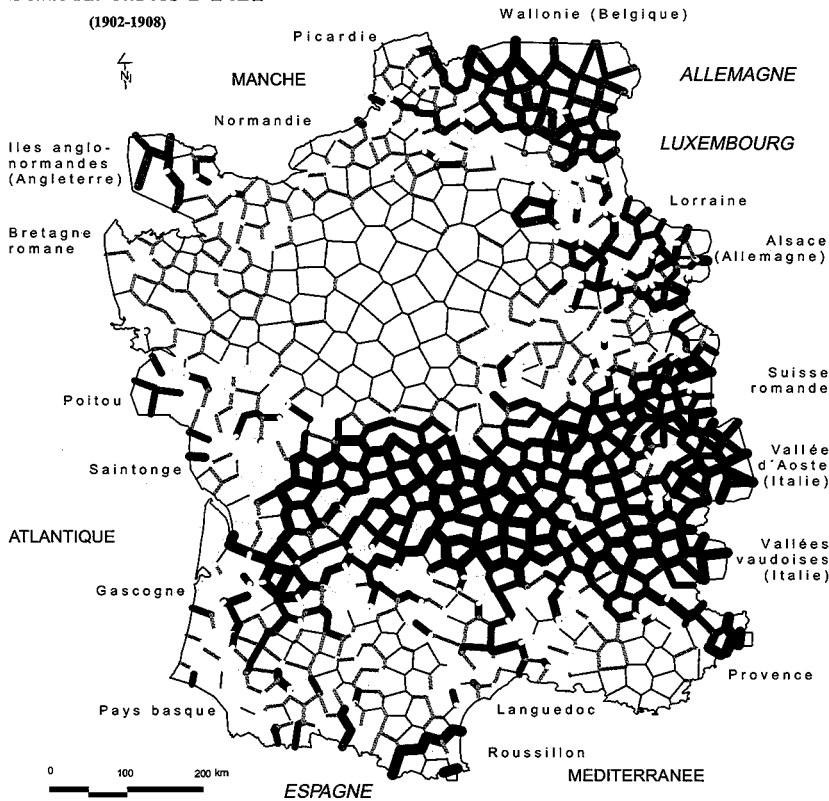 (1902-1908)
Wallonie (Belgique)
Picardie
N
MANCHE
ALLEMAGNE
Normandie
Iles anglo-
normandes
(Angleterre)
LUXEMBOURG
Lorraine
Bretagne
romane
Alsace
(Allemagne)
Suisse
romande
Poitou
Vallée
d'Aoste
(Italie)
Saintonge
ATLANTIQUE
Vallées
vaudoises
(Italie)
Gascogne
Provence
Pays basque
Languedoc
Roussillon
0 100 200 km
ESPAGNE
MEDITERRANEE